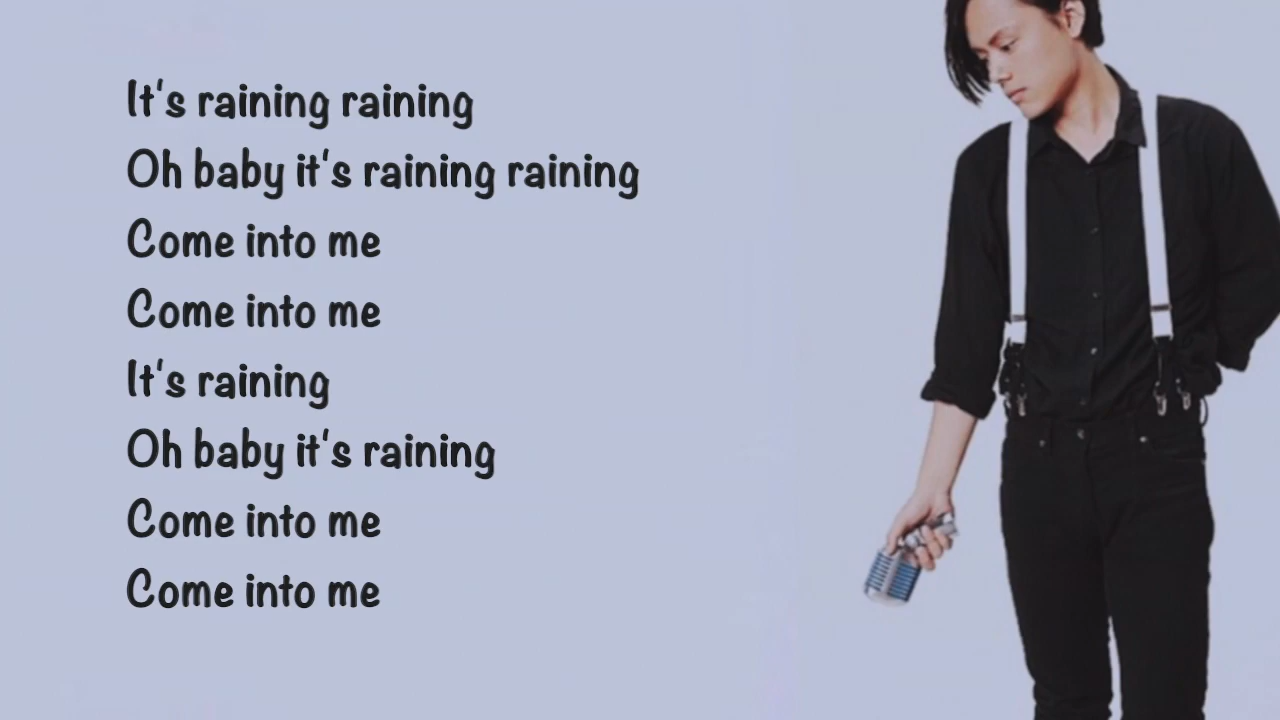 It's raining raining
Oh baby it's raining raining
Come into me
Come into me
It's raining
Oh baby it's raining
Come into me
Come into me